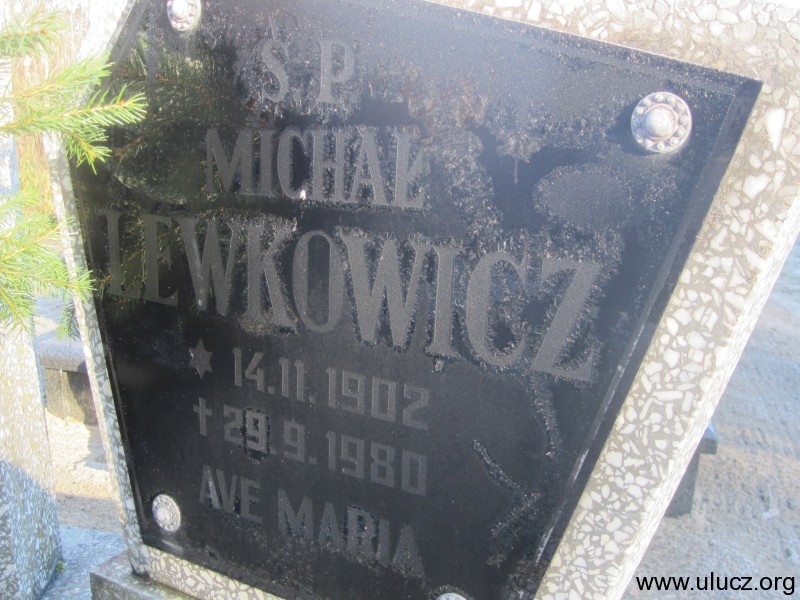 Ś.P.
MICHAŁ
LEWKOWICZ
* 14.11.1902
† 29.9.1980
AVE MARIA
www.ulucz.org